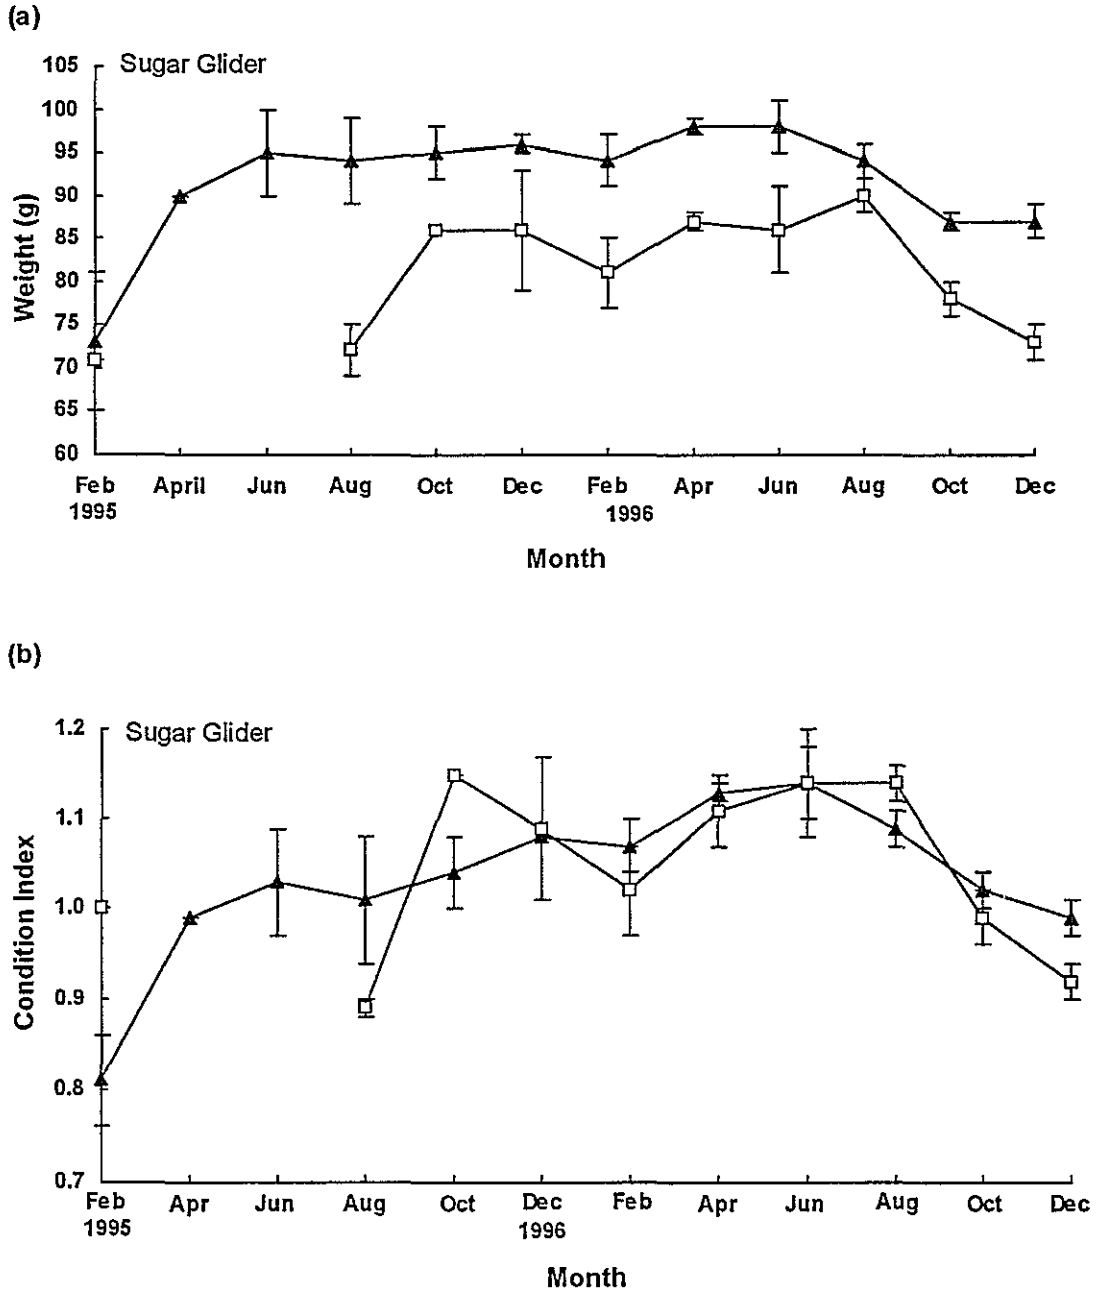 (a)
Sugar Glider
105
100
95
90
85
80
75
70
65
60
Weight (g)
Feb April Jun Aug Oct Dec Feb Apr Jun Aug Oct Dec
1995 1996
Month
(b)
Sugar Glider
1.2
1.1
1.0
0.9
0.8
0.7
Condition Index
Feb Apr Jun Aug Oct Dec Feb Apr Jun Aug Oct Dec
1995 1996
Month